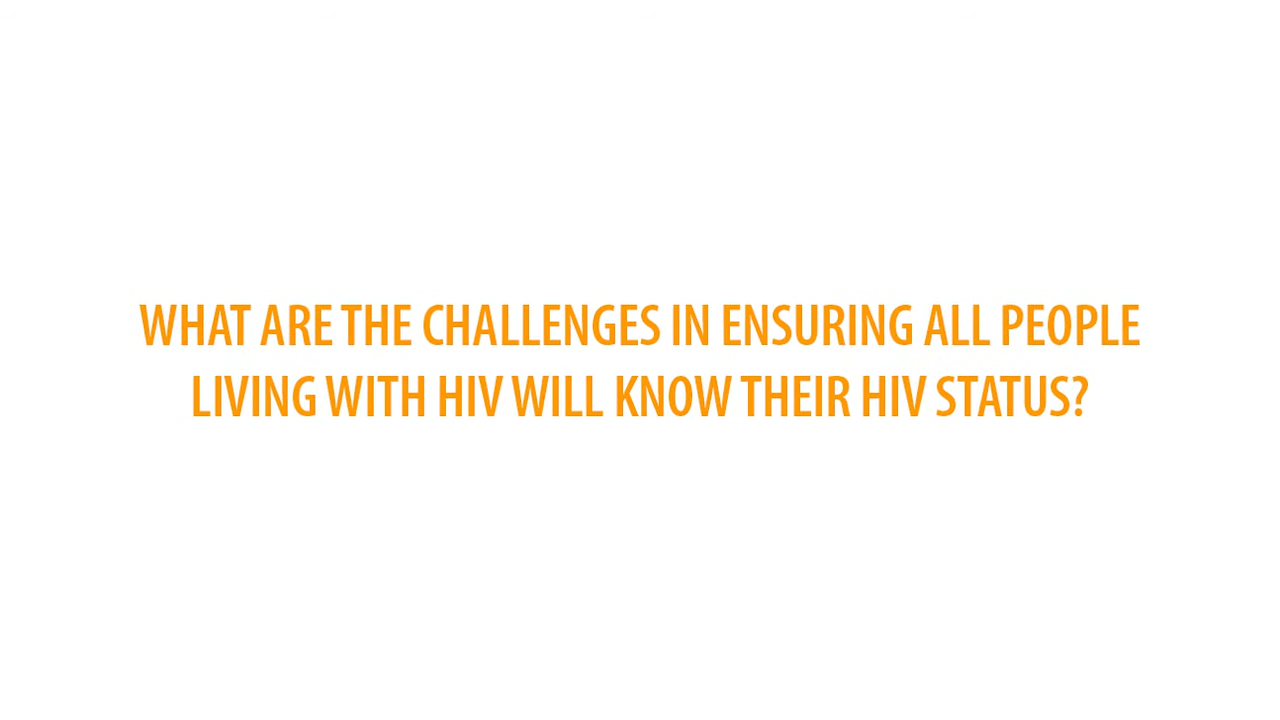 WHAT ARE THE CHALLENGES IN ENSURING ALL PEOPLE
LIVING WITH HIV WILL KNOW THEIR HIV STATUS?